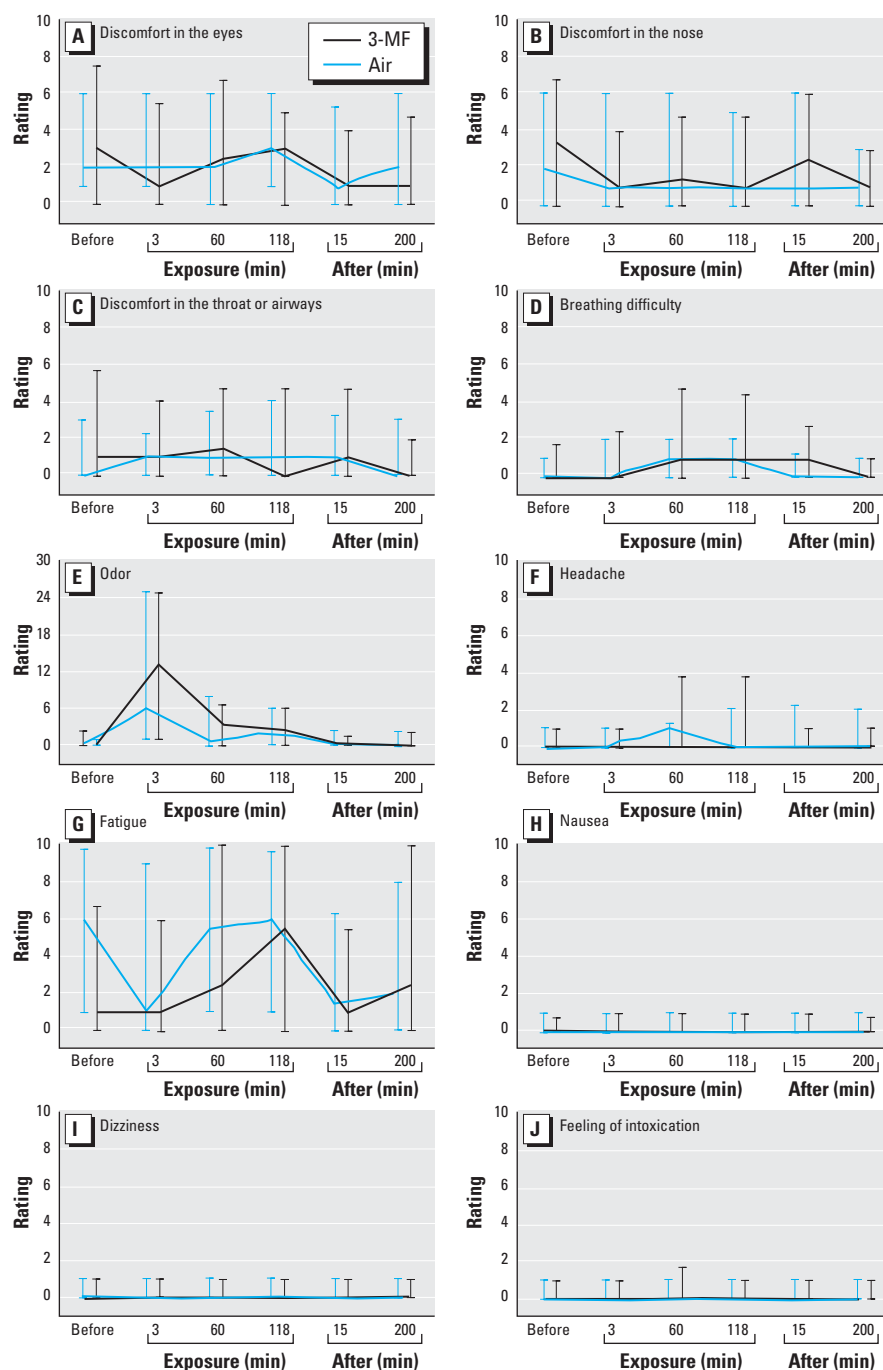 A Discomfort in the eyes
3-MF
Air
Rating
10
8
6
4
2
0
Before 3 60 118 15 200
Exposure (min) After (min)
B Discomfort in the nose
Rating
10
8
6
4
2
0
Before 3 60 118 15 200
Exposure (min) After (min)
C Discomfort in the throat or airways
Rating
10
8
6
4
2
0
Before 3 60 118 15 200
Exposure (min) After (min)
D Breathing difficulty
Rating
10
8
6
4
2
0
Before 3 60 118 15 200
Exposure (min) After (min)
E Odor
Rating
30
24
18
12
6
0
Before 3 60 118 15 200
Exposure (min) After (min)
F Headache
Rating
10
8
6
4
2
0
Before 3 60 118 15 200
Exposure (min) After (min)
G Fatigue
Rating
10
8
6
4
2
0
Before 3 60 118 15 200
Exposure (min) After (min)
H Nausea
Rating
10
8
6
4
2
0
Before 3 60 118 15 200
Exposure (min) After (min)
I Dizziness
Rating
10
8
6
4
2
0
Before 3 60 118 15 200
Exposure (min) After (min)
J Feeling of intoxication
Rating
10
8
6
4
2
0
Before 3 60 118 15 200
Exposure (min) After (min)